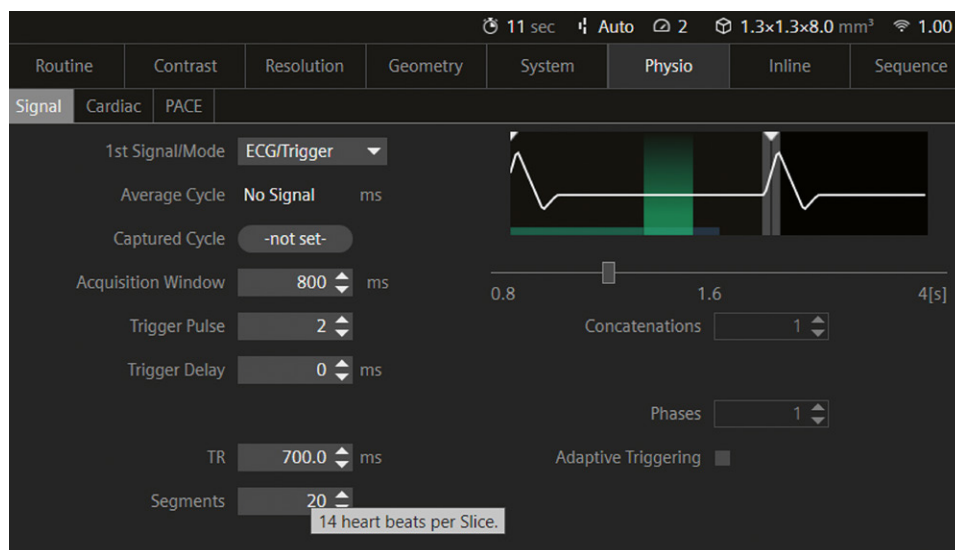 11 sec Auto 2 1.3×1.3×8.0 mm³ 1.00
Routine Contrast Resolution Geometry System Physio Inline Sequence
Signal Cardiac PACE
1st Signal/Mode ECG/Trigger
Average Cycle No Signal ms
Captured Cycle -not set-
Acquisition Window 800 ms
0.8 1.6 4[s]
Trigger Pulse 2 Concatenations 1
Trigger Delay 0 ms
Phases 1
TR 700.0 ms Adaptive Triggering
Segments 20
14 heart beats per Slice.